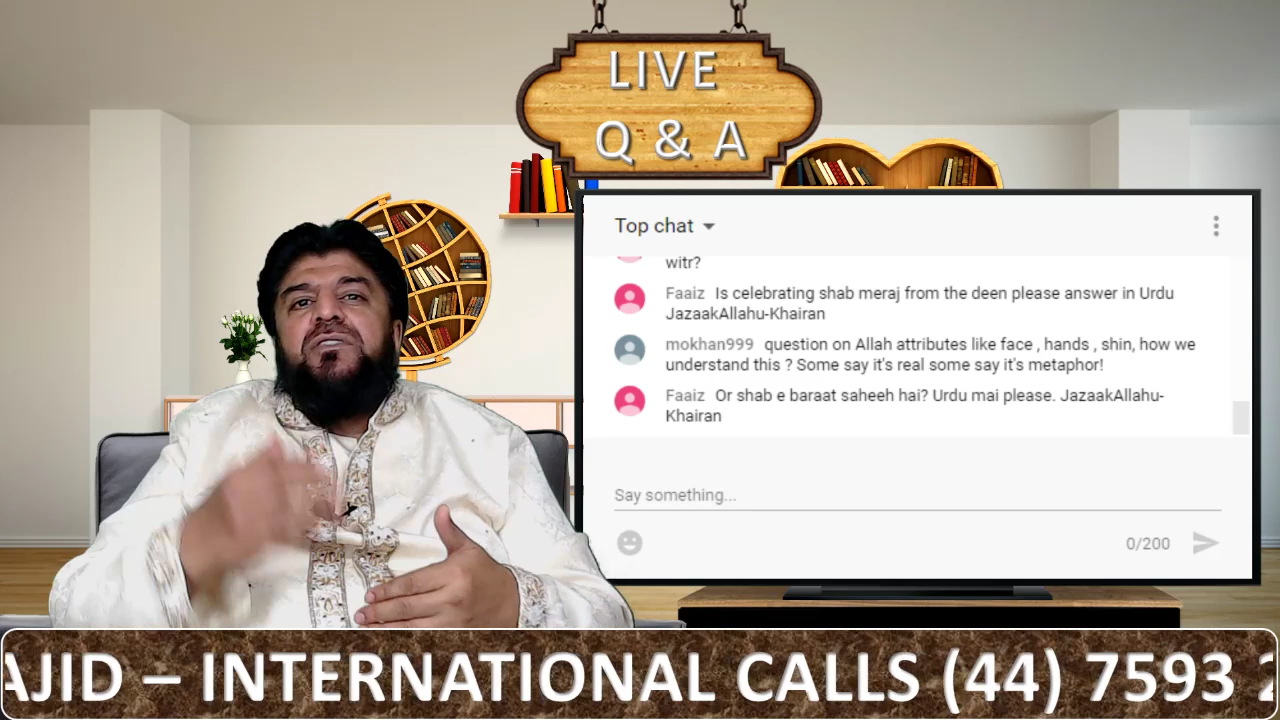 LIVE
Q & A
Top chat
witr?
Faaiz Is celebrating shab meraj from the deen please answer in Urdu
JazaakAllahu-Khairan
mokhan999 question on Allah attributes like face , hands , shin, how we
understand this ? Some say it's real some say it's metaphor!
Faaiz Or shab e baraat saheeh hai? Urdu mai please. JazaakAllahu-
Khairan
Say something...
0/200
AJID – INTERNATIONAL CALLS (44) 7593